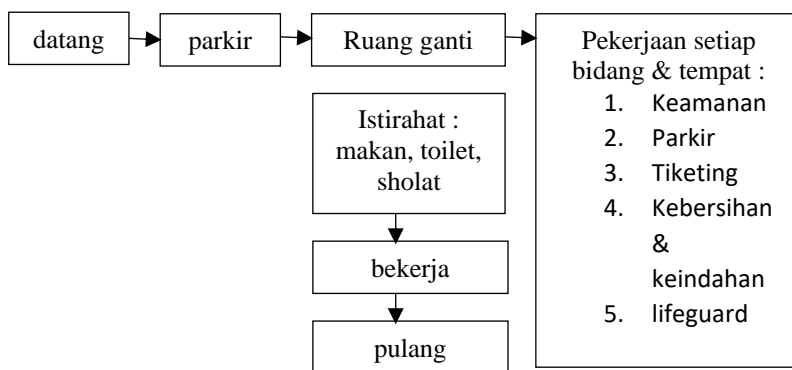 datang
parkir
Ruang ganti
Pekerjaan setiap
bidang & tempat :
1. Keamanan
2. Parkir
3. Tiketing
4. Kebersihan
&
keindahan
5. lifeguard
Istirahat :
makan, toilet,
sholat
bekerja
pulang